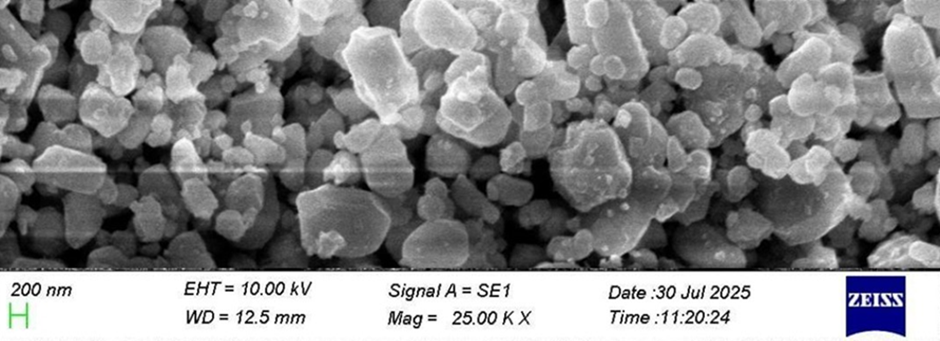 200 nm
EHT = 10.00 kV
Signal A = SE1
Date :30 Jul 2025
ZEISS
WD = 12.5 mm
Mag = 25.00 K X
Time :11:20:24